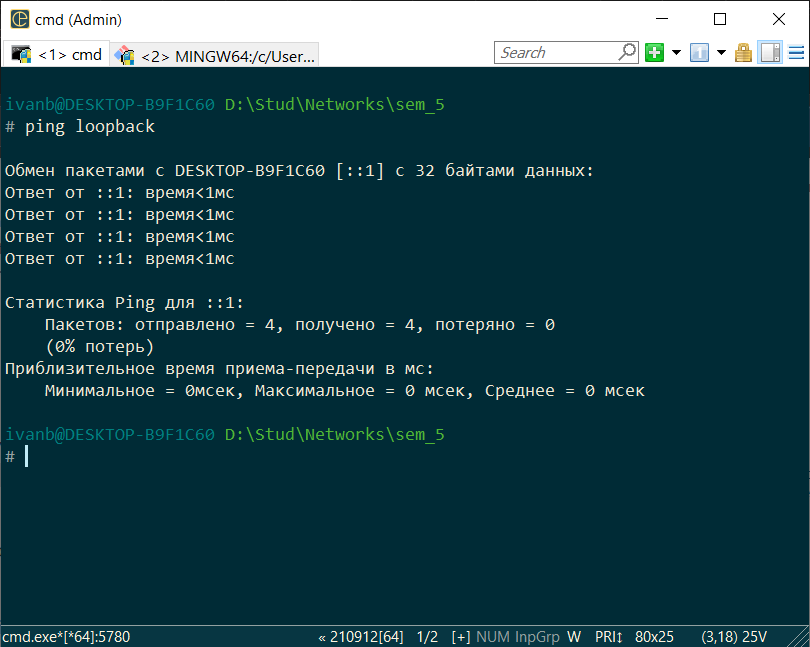 cmd (Admin)
<1> cmd <2> MINGW64:/c/User... Search
ivanb@DESKTOP-B9F1C60 D:\Stud\Networks\sem_5
# ping loopback
Обмен пакетами с DESKTOP-B9F1C60 [::1] с 32 байтами данных:
Ответ от ::1: время<1мс
Ответ от ::1: время<1мс
Ответ от ::1: время<1мс
Ответ от ::1: время<1мс
Статистика Ping для ::1:
Пакетов: отправлено = 4, получено = 4, потеряно = 0
(0% потерь)
Приблизительное время приема-передачи в мс:
Минимальное = 0мсек, Максимальное = 0 мсек, Среднее = 0 мсек
ivanb@DESKTOP-B9F1C60 D:\Stud\Networks\sem_5
#
cmd.exe*[*64]:5780 « 210912[64] 1/2 [+] NUM InpGrp W PRI↕ 80x25 (3,18) 25V